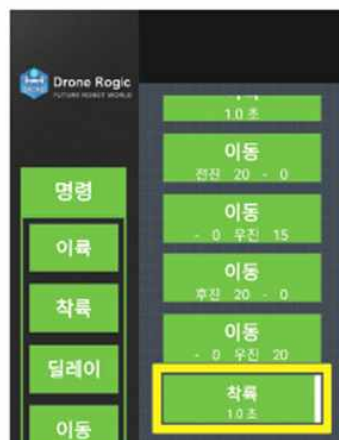 Drone Rogic
FUTURE ROBOT WORLD
명령
이륙
착륙
딜레이
이동
1.0 초
이동
전진 20 - 0
이동
- 0 우진 15
이동
후진 20 - 0
이동
- 0 우진 20
착륙
1.0 초